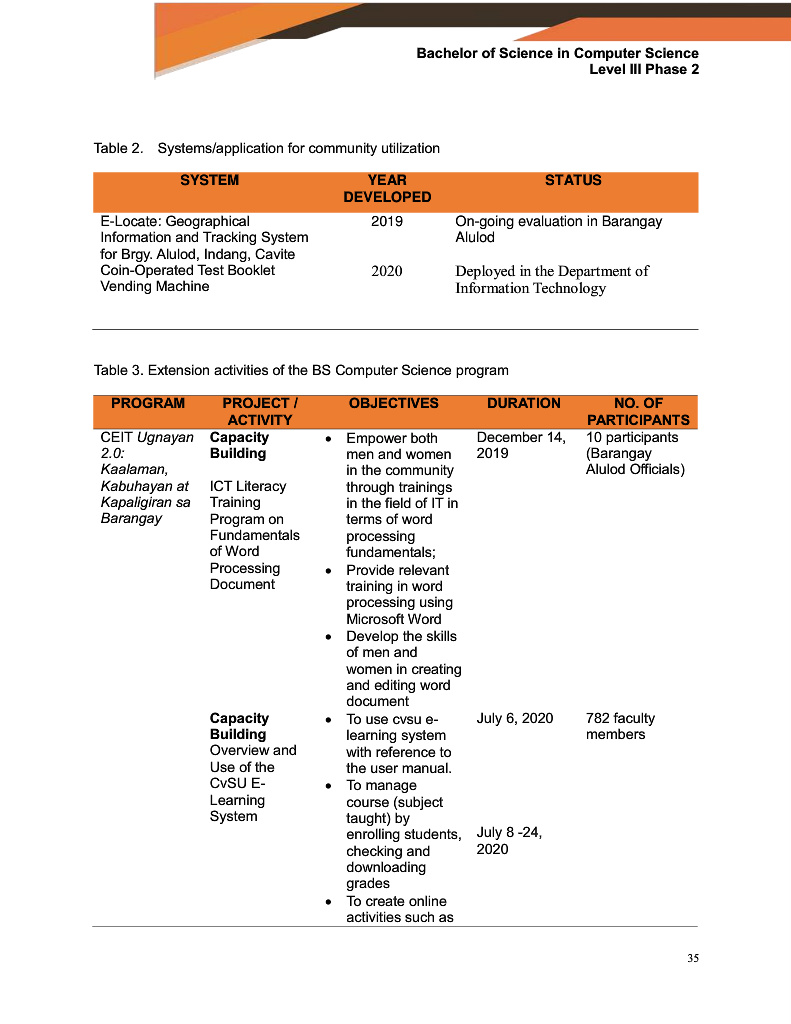 Bachelor of Science in Computer Science
Level III Phase 2
Table 2. Systems/application for community utilization
SYSTEM YEAR STATUS
DEVELOPED
E-Locate: Geographical 2019 On-going evaluation in Barangay
Information and Tracking System Alulod
for Brgy. Alulod, Indang, Cavite
Coin-Operated Test Booklet 2020 Deployed in the Department of
Vending Machine Information Technology
Table 3. Extension activities of the BS Computer Science program
PROGRAM PROJECT / OBJECTIVES DURATION NO. OF
ACTIVITY PARTICIPANTS
CEIT Ugnayan Capacity • Empower both December 14, 10 participants
2.0: Building men and women 2019 (Barangay
Kaalaman, in the community Alulod Officials)
Kabuhayan at ICT Literacy through trainings
Kapaligiran sa Training in the field of IT in
Barangay Program on terms of word
Fundamentals processing
of Word fundamentals;
Processing • Provide relevant
Document training in word
processing using
Microsoft Word
• Develop the skills
of men and
women in creating
and editing word
document
Capacity • To use cvsu e- July 6, 2020 782 faculty
Building learning system members
Overview and with reference to
Use of the the user manual.
CvSU E- • To manage
Learning course (subject
System taught) by
enrolling students, July 8 -24,
checking and 2020
downloading
grades
• To create online
activities such as
35